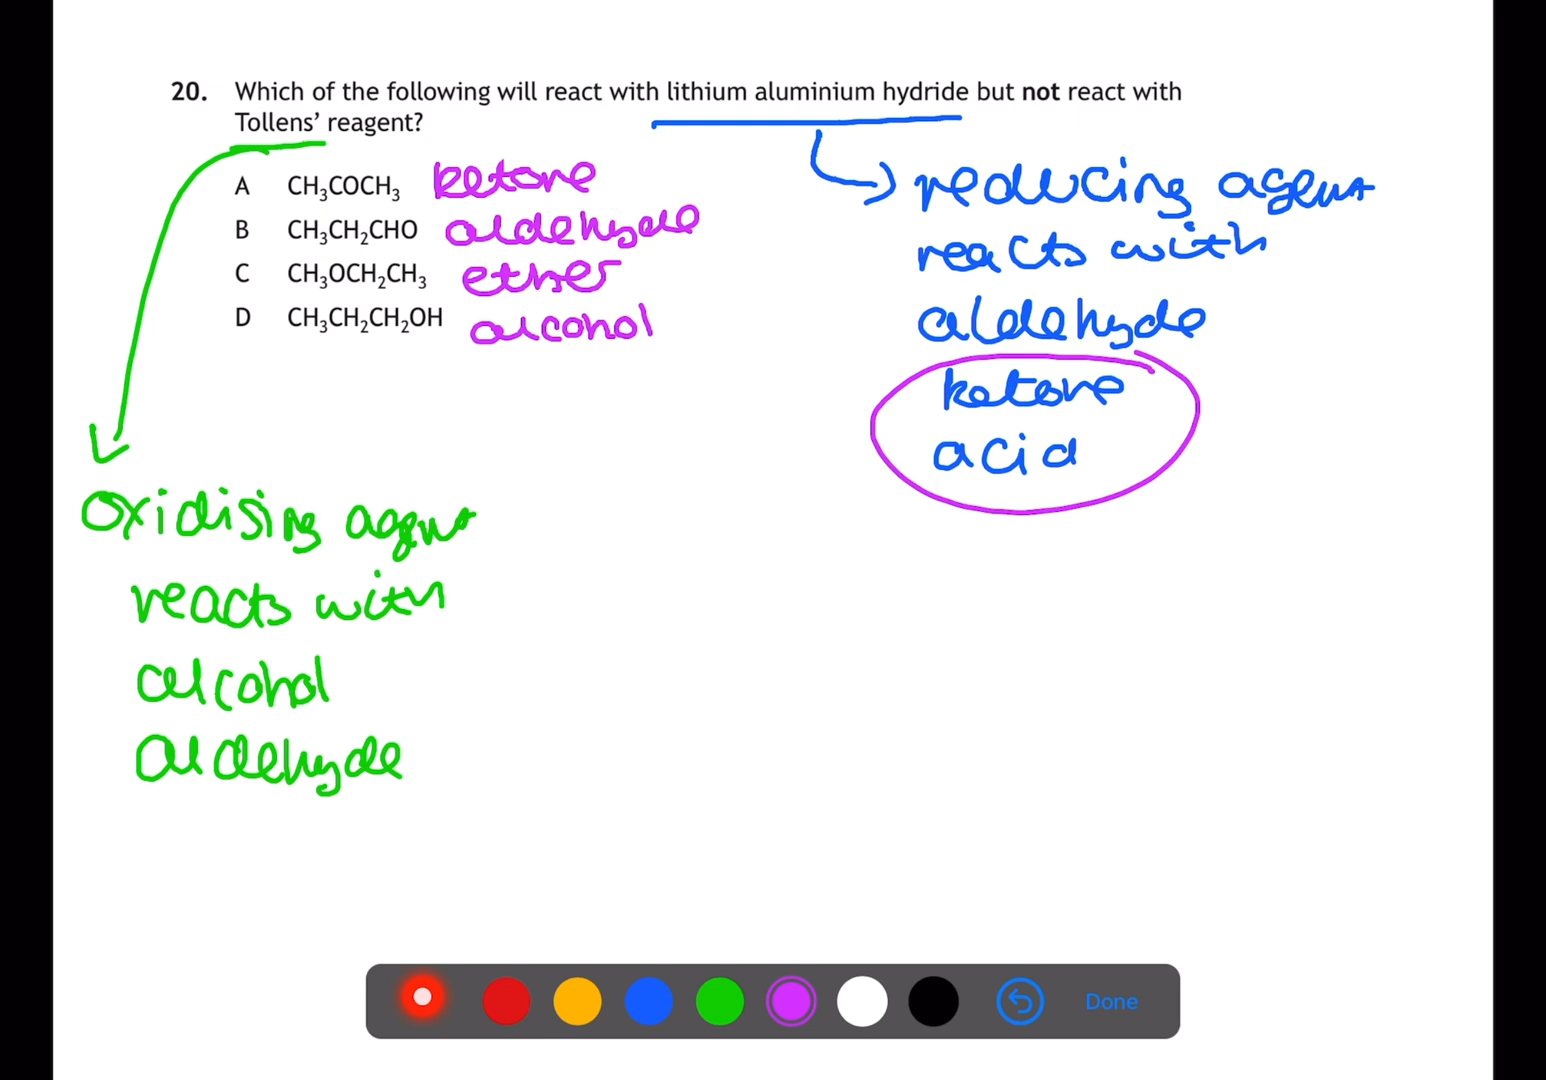 20. Which of the following will react with lithium aluminium hydride but not react with
Tollens' reagent?
A CH₃COCH₃ ketone
B CH₃CH₂CHO aldehyde
C CH₃OCH₂CH₃ ether
D CH₃CH₂CH₂OH alcohol
reducing agent
reacts with
aldehyde
ketone
acid
oxidising agent
reacts with
alcohol
aldehyde
Done